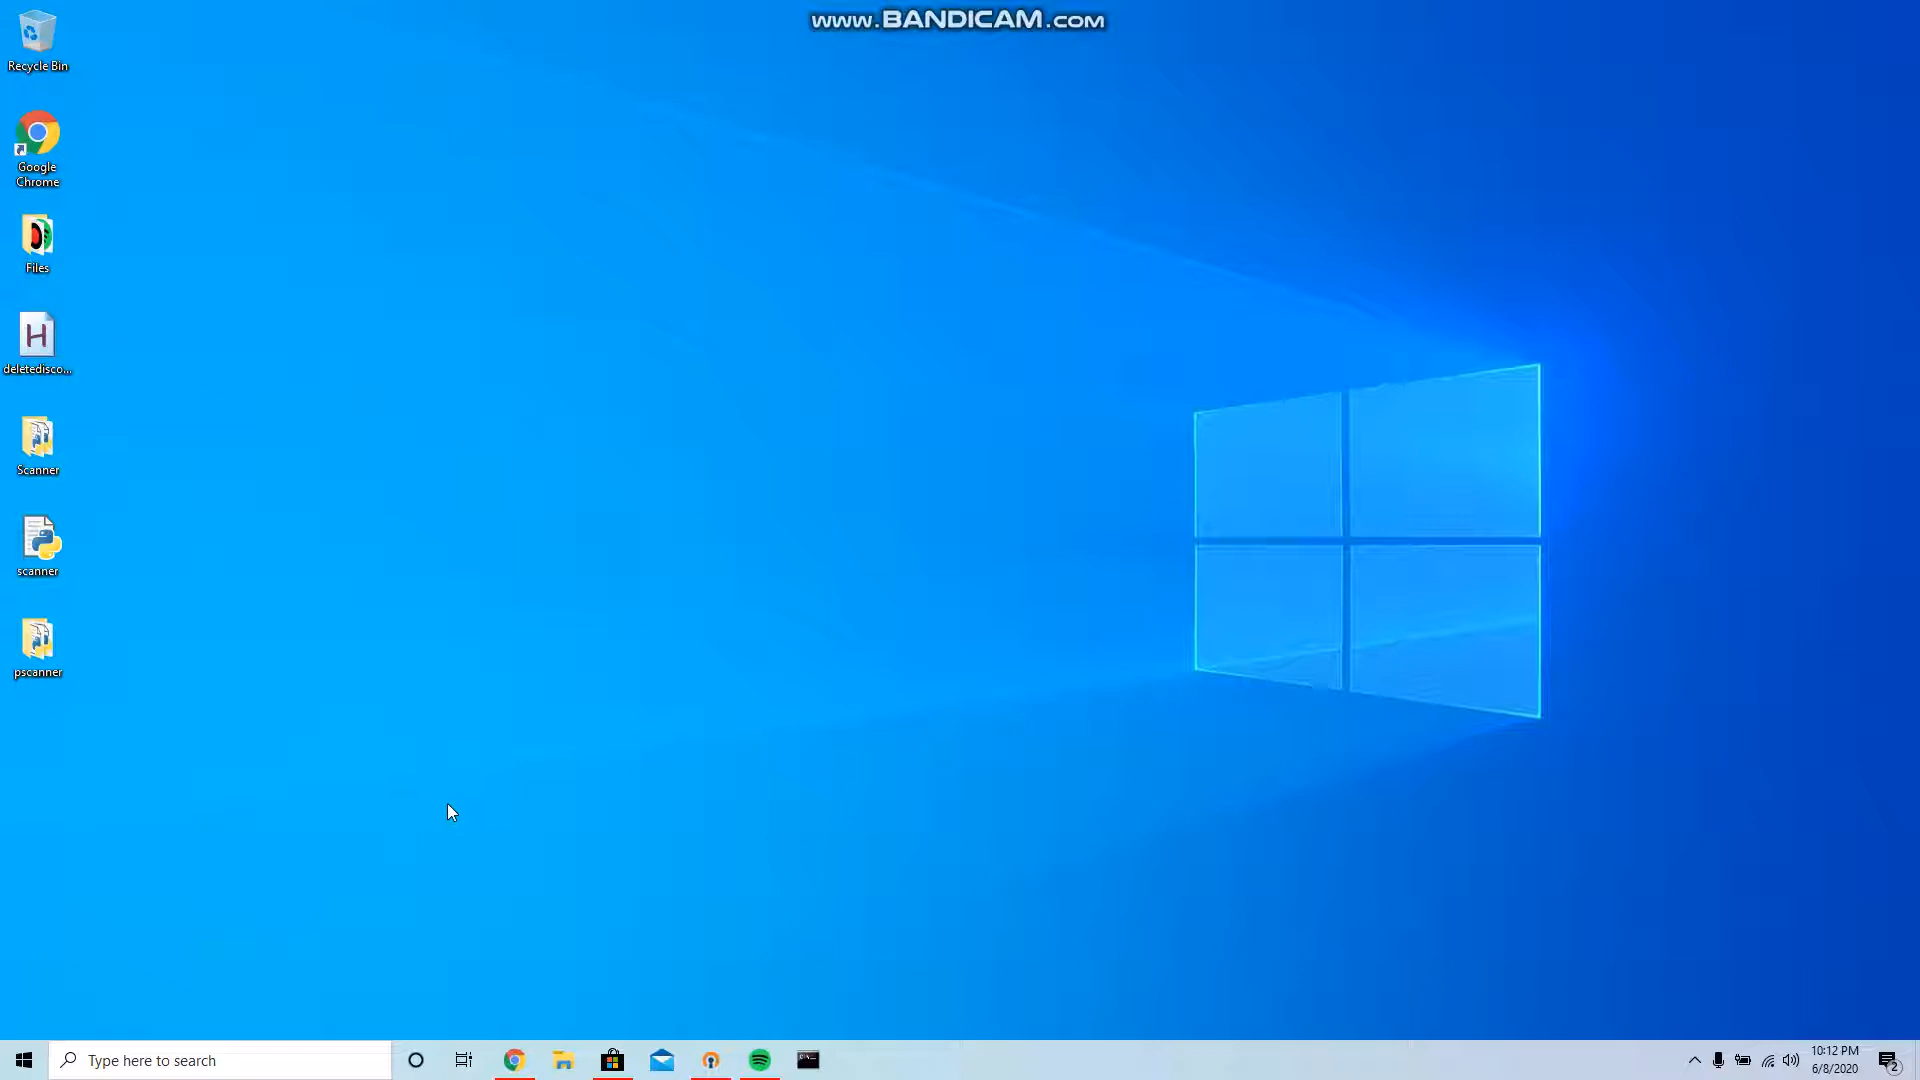 www.BANDICAM.com
Recycle Bin
Google
Chrome
Files
H
deletedisco...
Scanner
scanner
pscanner
Type here to search
10:12 PM
6/8/2020
2